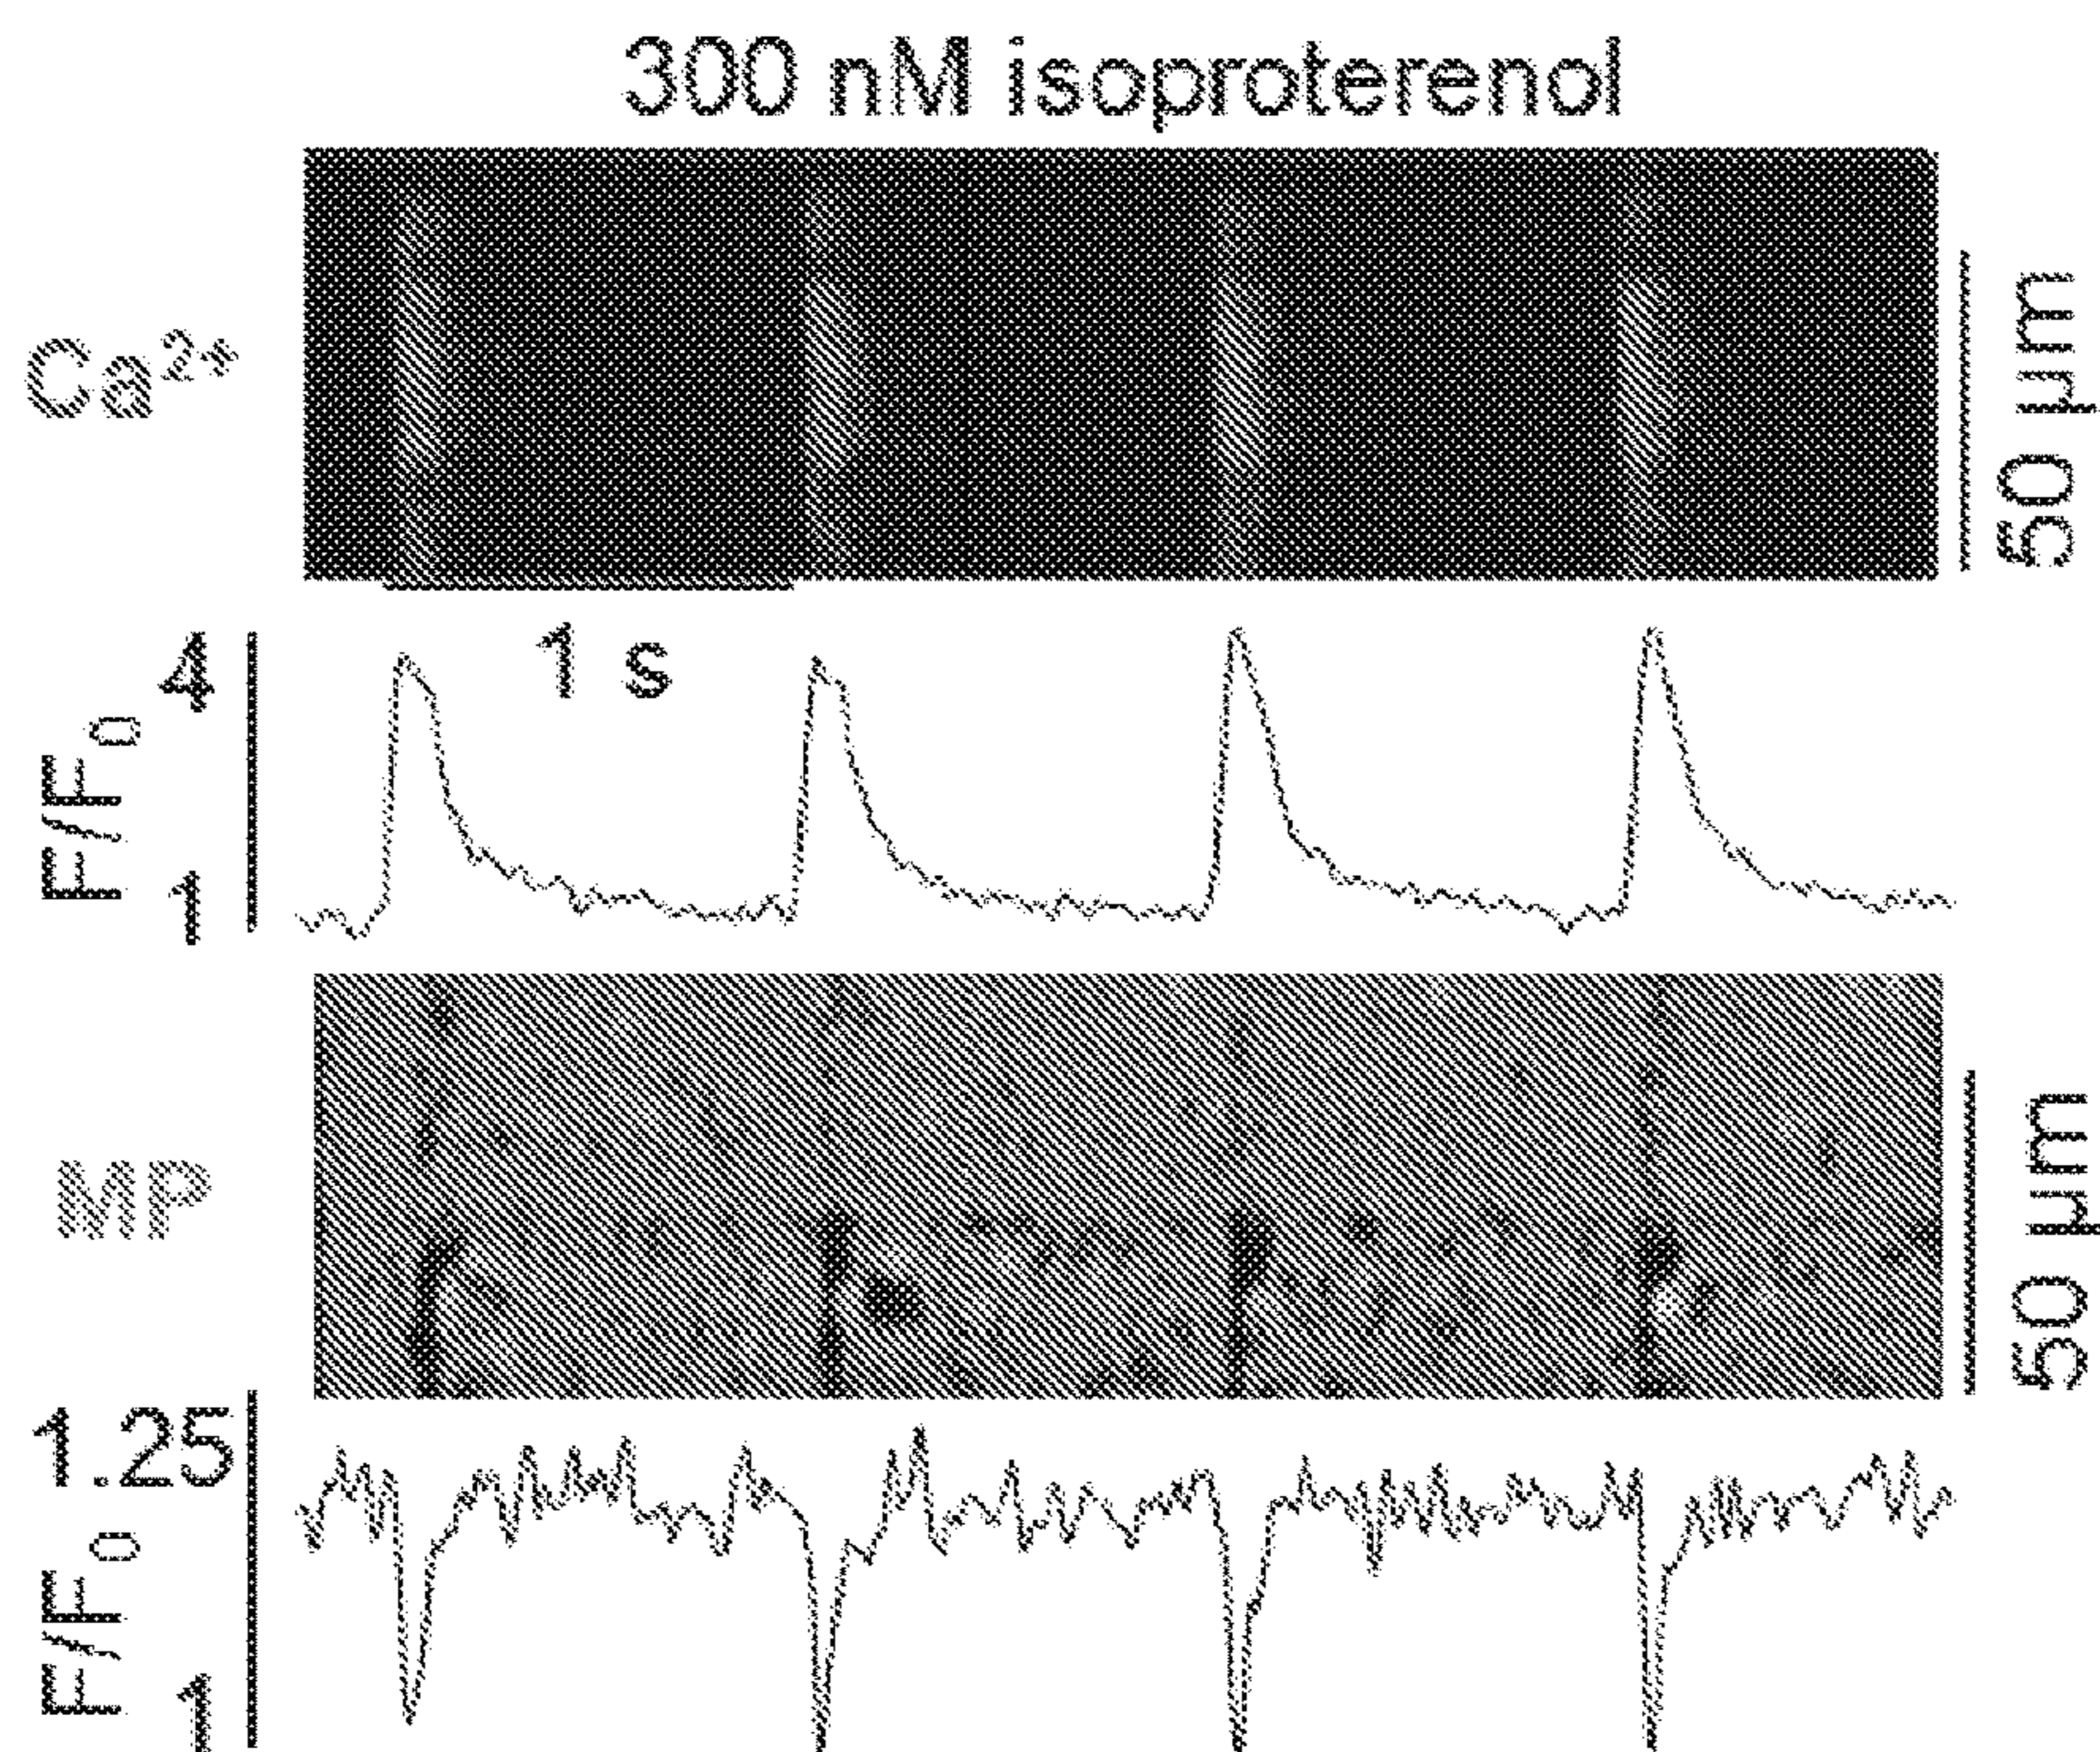 300 nM isoproterenol
Ca²⁺
50 µm
1 s
4
F/F₀
1
MP
50 µm
1.25
F/F₀
1